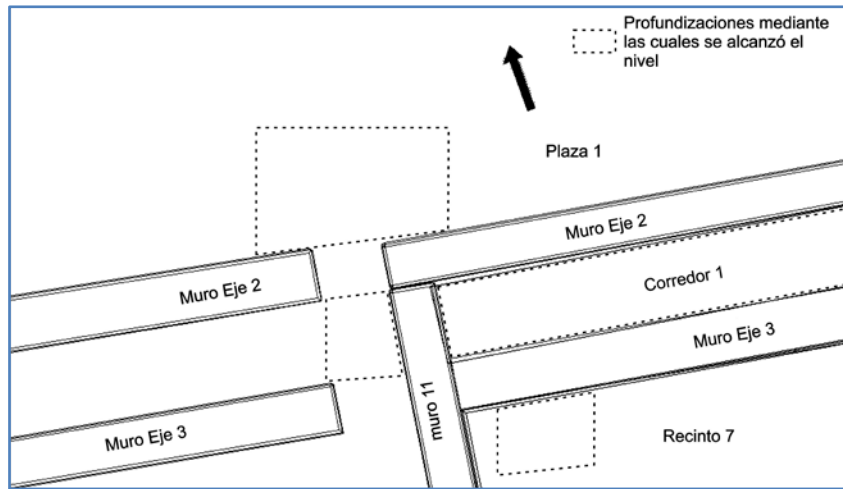 Profundizaciones mediante
las cuales se alcanzó el
nivel
Plaza 1
Muro Eje 2
Muro Eje 2
Corredor 1
Muro Eje 3
muro 11
Muro Eje 3
Recinto 7